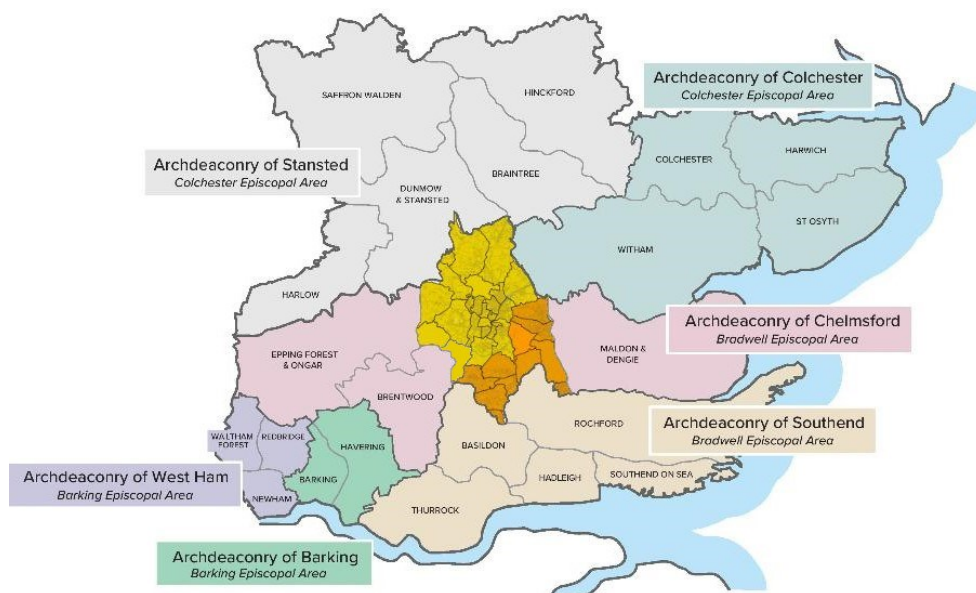 Archdeaconry of Colchester
Colchester Episcopal Area
SAFFRON WALDEN
HINCKFORD
COLCHESTER
HARWICH
Archdeaconry of Stansted
Colchester Episcopal Area
BRAINTREE
DUNMOW
& STANSTED
ST OSYTH
WITHAM
HARLOW
Archdeaconry of Chelmsford
Bradwell Episcopal Area
EPPING FOREST
& ONGAR
MALDON &
DENGIE
BRENTWOOD
Archdeaconry of Southend
Bradwell Episcopal Area
ROCHFORD
WALTHAM
FOREST
REDBRIDGE
HAVERING
BASILDON
Archdeaconry of West Ham
Barking Episcopal Area
BARKING
HADLEIGH
SOUTHEND ON SEA
NEWHAM
THURROCK
Archdeaconry of Barking
Barking Episcopal Area